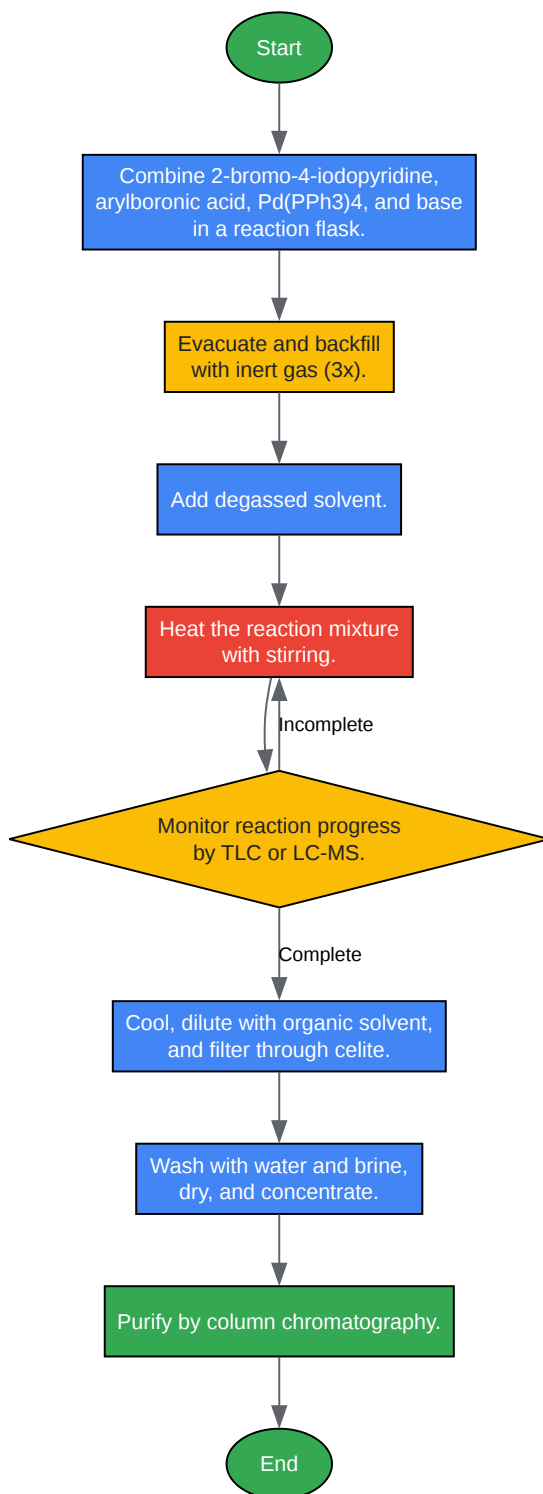 Start
Combine 2-bromo-4-iodopyridine,
arylboronic acid, Pd(PPh3)4, and base
in a reaction flask.
Evacuate and backfill
with inert gas (3x).
Add degassed solvent.
Heat the reaction mixture
with stirring.
Incomplete
Monitor reaction progress
by TLC or LC-MS.
Complete
Cool, dilute with organic solvent,
and filter through celite.
Wash with water and brine,
dry, and concentrate.
Purify by column chromatography.
End